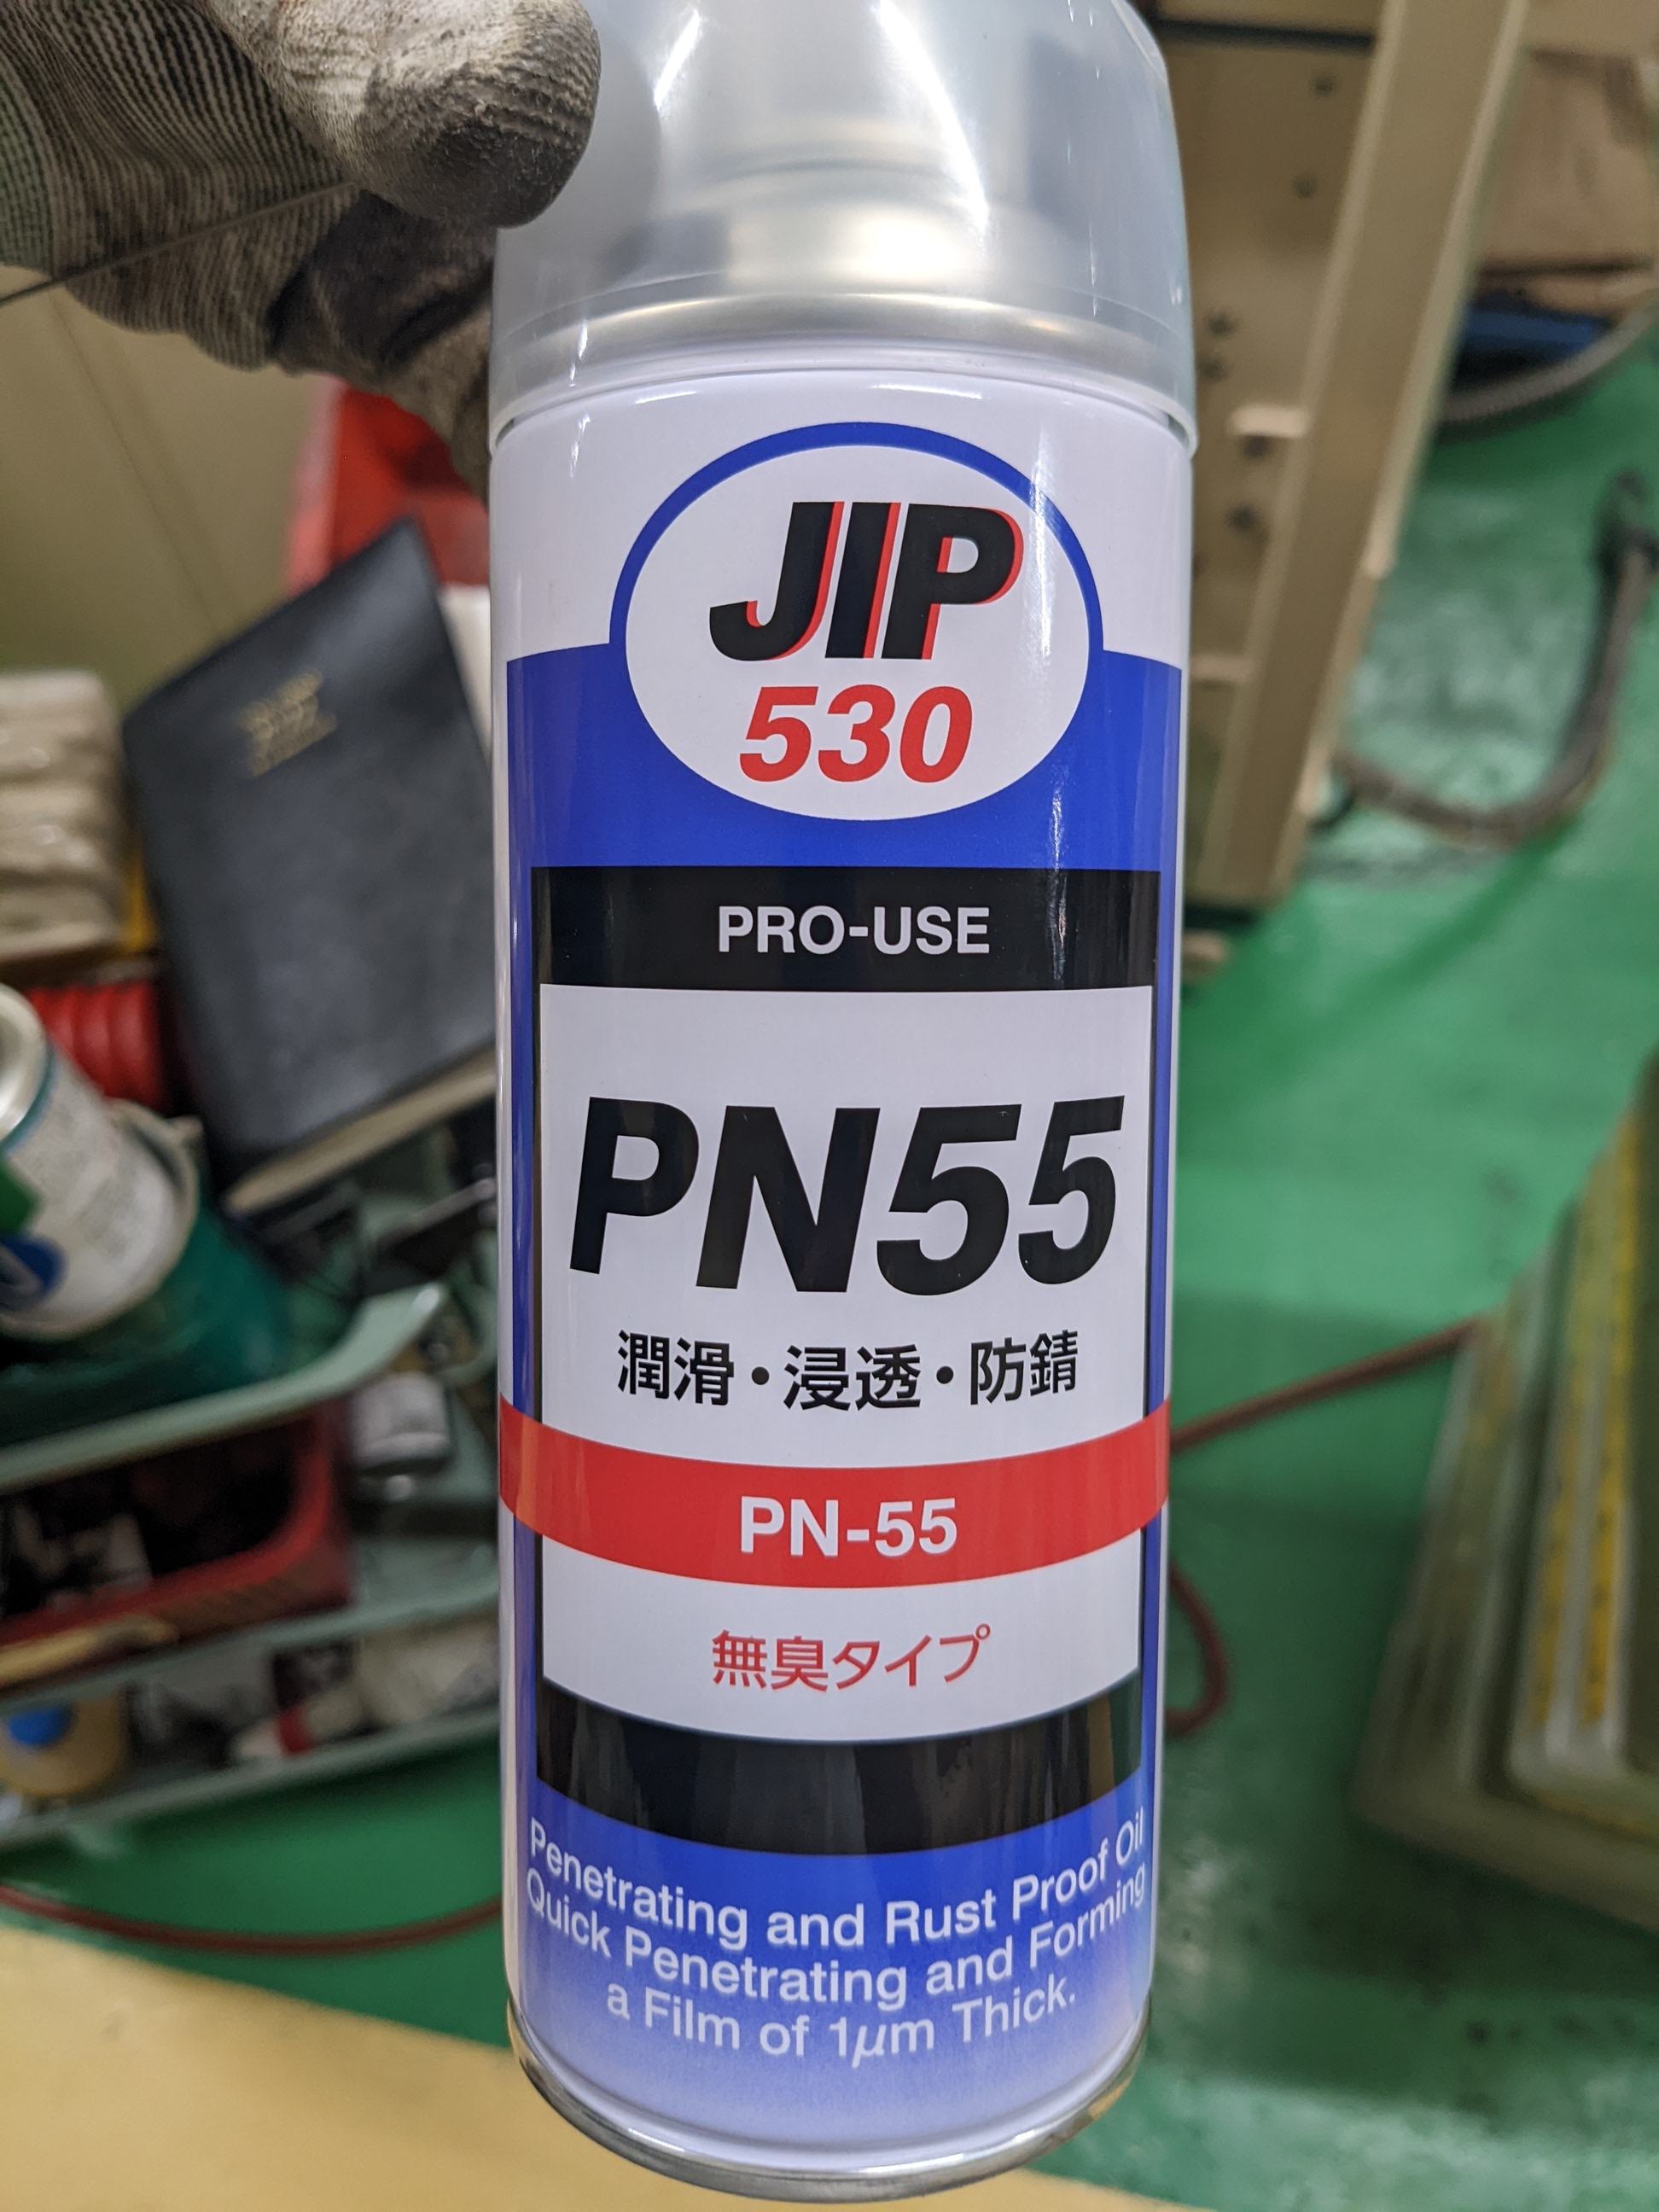 JIP
530
PRO-USE
PN55
潤滑・浸透・防錆
PN-55
無臭タイプ
Penetrating and Rust Proof Oil
Quick Penetrating and Forming
a Film of 1μm Thick.